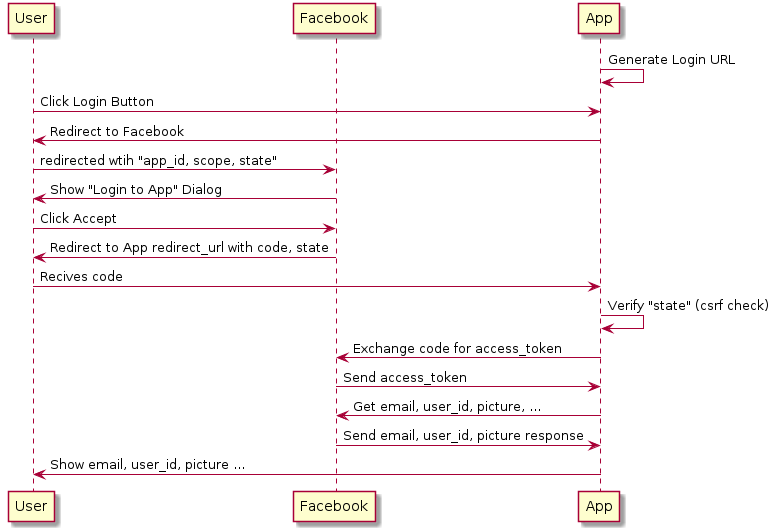 User Facebook App
Generate Login URL
Click Login Button
Redirect to Facebook
redirected wtih "app_id, scope, state"
Show "Login to App" Dialog
Click Accept
Redirect to App redirect_url with code, state
Recives code
Verify "state" (csrf check)
Exchange code for access_token
Send access_token
Get email, user_id, picture, ...
Send email, user_id, picture response
Show email, user_id, picture ...
User Facebook App